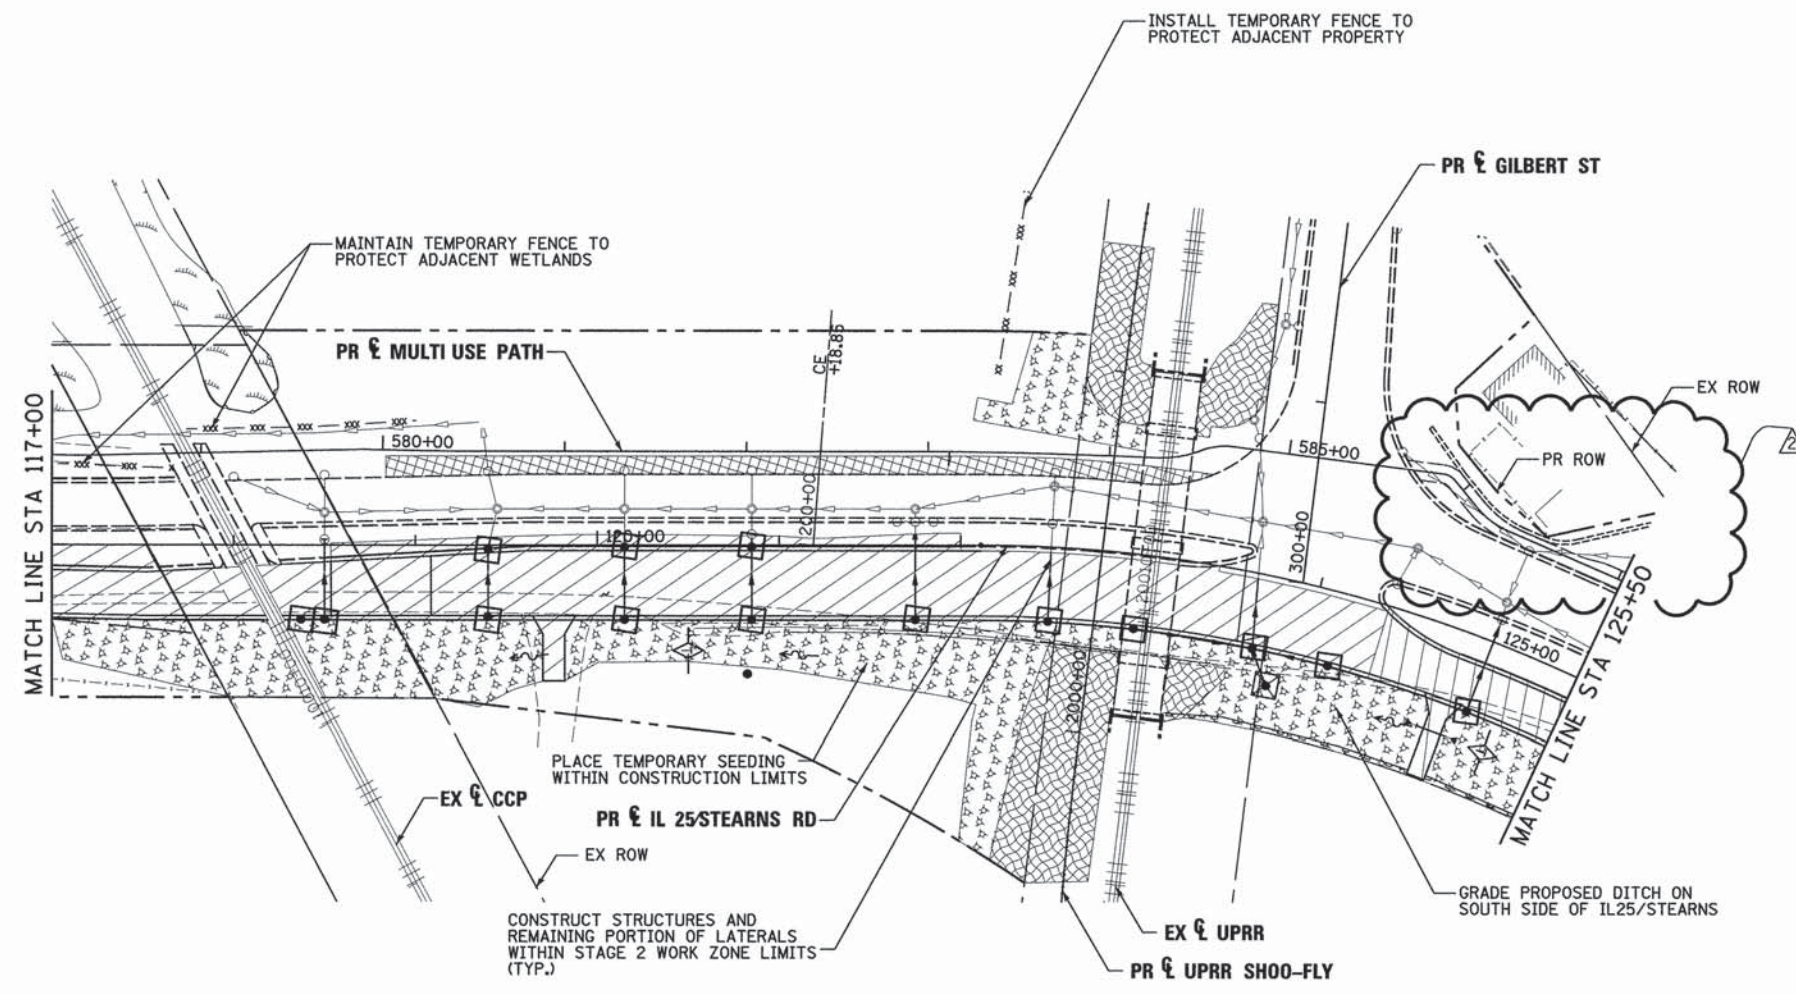 INSTALL TEMPORARY FENCE TO
PROTECT ADJACENT PROPERTY
PR ℄ GILBERT ST
MAINTAIN TEMPORARY FENCE TO
PROTECT ADJACENT WETLANDS
PR ℄ MULTI USE PATH
CE
+18.85
EX ROW
MATCH LINE STA 117+00
580+00
585+00
2
PR ROW
200+00
120+00
300+00
125+00
MATCH LINE STA 125+50
2000+00
PLACE TEMPORARY SEEDING
WITHIN CONSTRUCTION LIMITS
EX ℄ CCP
PR ℄ IL 25/STEARNS RD
EX ROW
GRADE PROPOSED DITCH ON
SOUTH SIDE OF IL25/STEARNS
CONSTRUCT STRUCTURES AND
REMAINING PORTION OF LATERALS
WITHIN STAGE 2 WORK ZONE LIMITS
(TYP.)
EX ℄ UPRR
PR ℄ UPRR SHOO-FLY